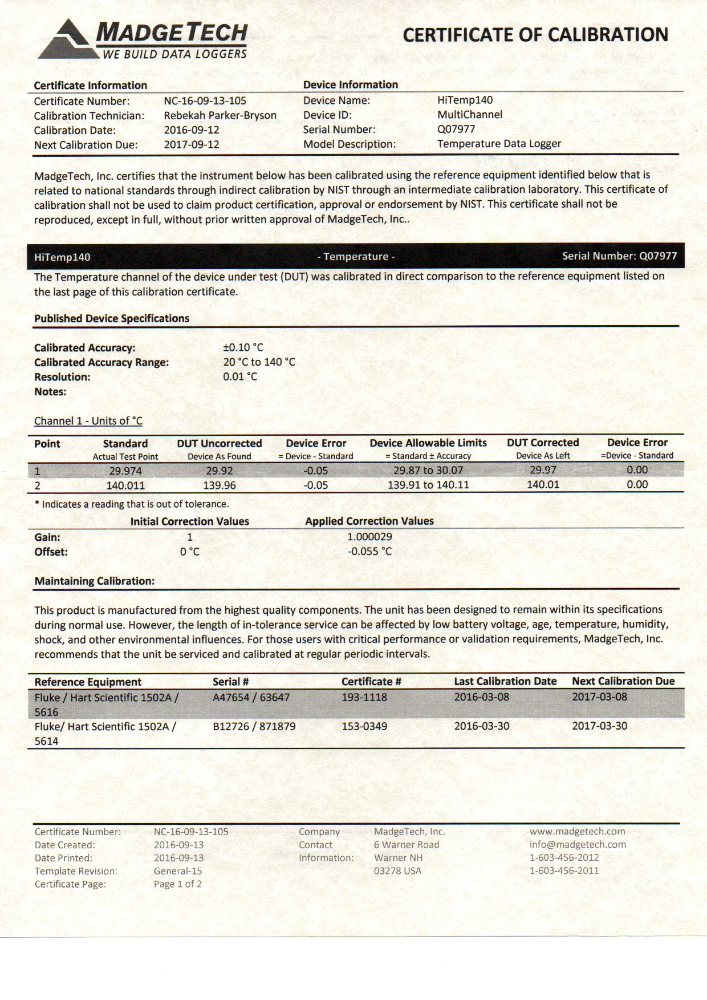 MADGETECH
WE BUILD DATA LOGGERS
CERTIFICATE OF CALIBRATION
Certificate Information Device Information
Certificate Number: NC-16-09-13-105 Device Name: HiTemp140
Calibration Technician: Rebekah Parker-Bryson Device ID: MultiChannel
Calibration Date: 2016-09-12 Serial Number: Q07977
Next Calibration Due: 2017-09-12 Model Description: Temperature Data Logger
MadgeTech, Inc. certifies that the instrument below has been calibrated using the reference equipment identified below that is
related to national standards through indirect calibration by NIST through an intermediate calibration laboratory. This certificate of
calibration shall not be used to claim product certification, approval or endorsement by NIST. This certificate shall not be
reproduced, except in full, without prior written approval of MadgeTech, Inc..
HiTemp140 - Temperature - Serial Number: Q07977
The Temperature channel of the device under test (DUT) was calibrated in direct comparison to the reference equipment listed on
the last page of this calibration certificate.
Published Device Specifications
Calibrated Accuracy: ±0.10 °C
Calibrated Accuracy Range: 20 °C to 140 °C
Resolution: 0.01 °C
Notes:
Channel 1 - Units of °C
Point Standard DUT Uncorrected Device Error Device Allowable Limits DUT Corrected Device Error
Actual Test Point Device As Found = Device - Standard = Standard ± Accuracy Device As Left =Device - Standard
1 29.974 29.92 -0.05 29.87 to 30.07 29.97 0.00
2 140.011 139.96 -0.05 139.91 to 140.11 140.01 0.00
* Indicates a reading that is out of tolerance.
Initial Correction Values Applied Correction Values
Gain: 1 1.000029
Offset: 0 °C -0.055 °C
Maintaining Calibration:
This product is manufactured from the highest quality components. The unit has been designed to remain within its specifications
during normal use. However, the length of in-tolerance service can be affected by low battery voltage, age, temperature, humidity,
shock, and other environmental influences. For those users with critical performance or validation requirements, MadgeTech, Inc.
recommends that the unit be serviced and calibrated at regular periodic intervals.
Reference Equipment Serial # Certificate # Last Calibration Date Next Calibration Due
Fluke / Hart Scientific 1502A / A47654 / 63647 193-1118 2016-03-08 2017-03-08
5616
Fluke/ Hart Scientific 1502A / B12726 / 871879 153-0349 2016-03-30 2017-03-30
5614
Certificate Number: NC-16-09-13-105 Company MadgeTech, Inc. www.madgetech.com
Date Created: 2016-09-13 Contact 6 Warner Road info@madgetech.com
Date Printed: 2016-09-13 Information: Warner NH 1-603-456-2012
Template Revision: General-15 03278 USA 1-603-456-2011
Certificate Page: Page 1 of 2